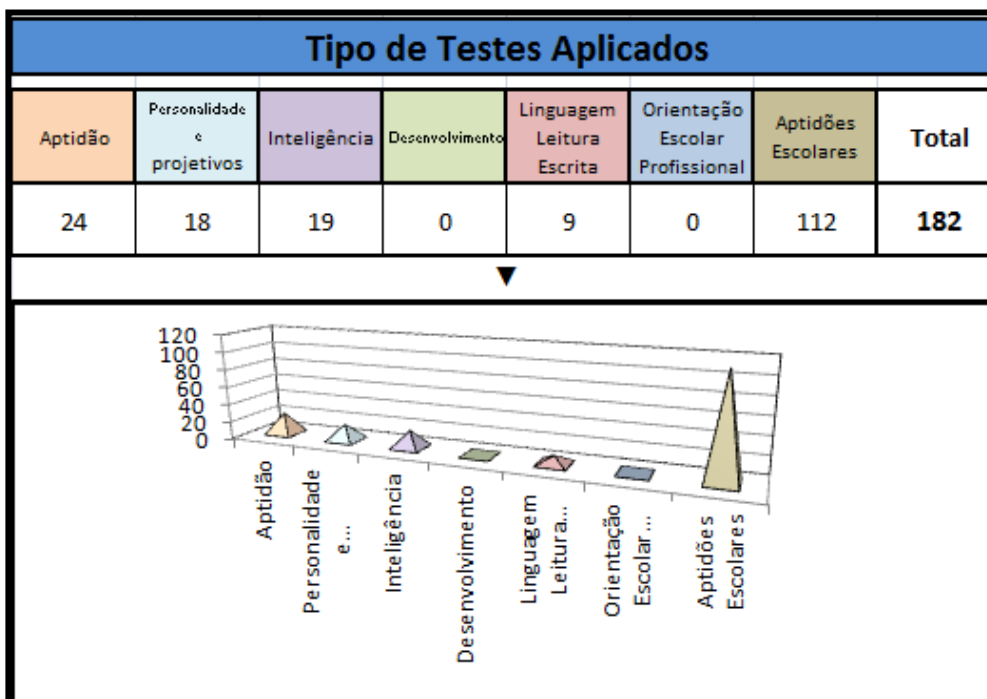 Tipo de Testes Aplicados
Aptidão
Personalidade
e
projetivos
Inteligência
Desenvolvimento
Linguagem
Leitura
Escrita
Orientação
Escolar
Profissional
Aptidões
Escolares
Total
24
18
19
0
9
0
112
182
120
100
80
60
40
20
0
Aptidão
Personalidade
e...
Inteligência
Desenvolvimento
Linguagem
Leitura...
Orientação
Escolar...
Aptidões
Escolares